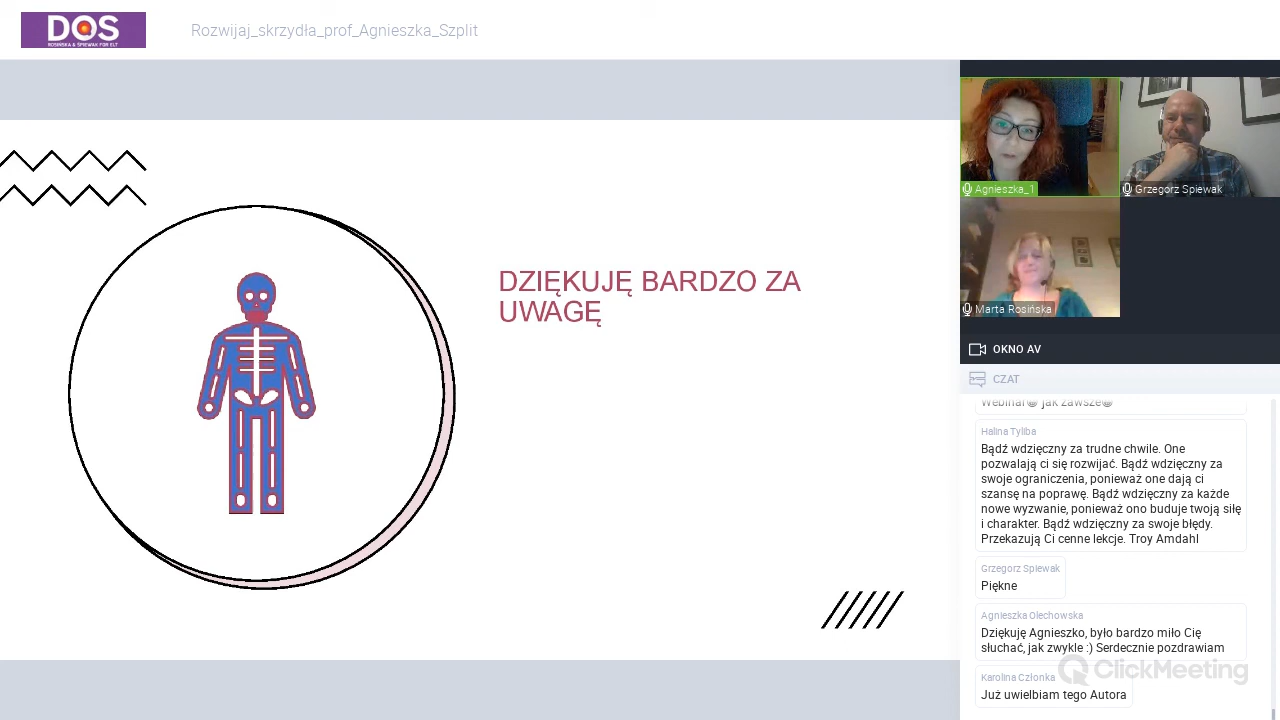 DOS
ROSIŃSKA & ŚPIEWAK FOR ELT
Rozwijaj_skrzydła_prof_Agnieszka_Szplit
DZIĘKUJĘ BARDZO ZA
UWAGĘ
Agnieszka_1
Grzegorz Spiewak
Marta Rosińska
OKNO AV
CZAT
Webinar😀 jak zawsze😀
Halina Tyliba
Bądź wdzięczny za trudne chwile. One
pozwalają ci się rozwijać. Bądź wdzięczny za
swoje ograniczenia, ponieważ one dają ci
szansę na poprawę. Bądź wdzięczny za każde
nowe wyzwanie, ponieważ ono buduje twoją siłę
i charakter. Bądź wdzięczny za swoje błędy.
Przekazują Ci cenne lekcje. Troy Amdahl
Grzegorz Spiewak
Piękne
Agnieszka Olechowska
Dziękuję Agnieszko, było bardzo miło Cię
słuchać, jak zwykle :) Serdecznie pozdrawiam
ClickMeeting
Karolina Członka
Już uwielbiam tego Autora